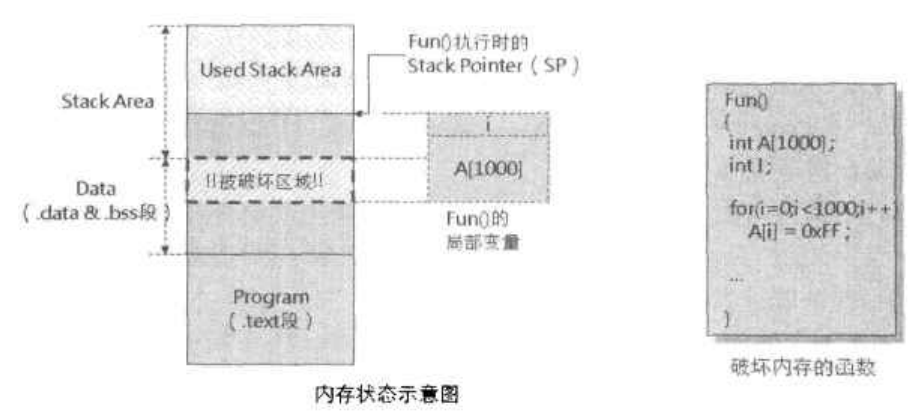 Used Stack Area
Fun()执行时的
Stack Pointer ( SP )
Stack Area
i
A[1000]
!!被破坏区域!!
Data
( .data & .bss段 )
Fun()的
局部变量
Program
( .text段 )
内存状态示意图
Fun()
{
int A[1000];
int I;
for(i=0;i<1000;i++)
A[i] = 0xFF;
...
}
破坏内存的函数